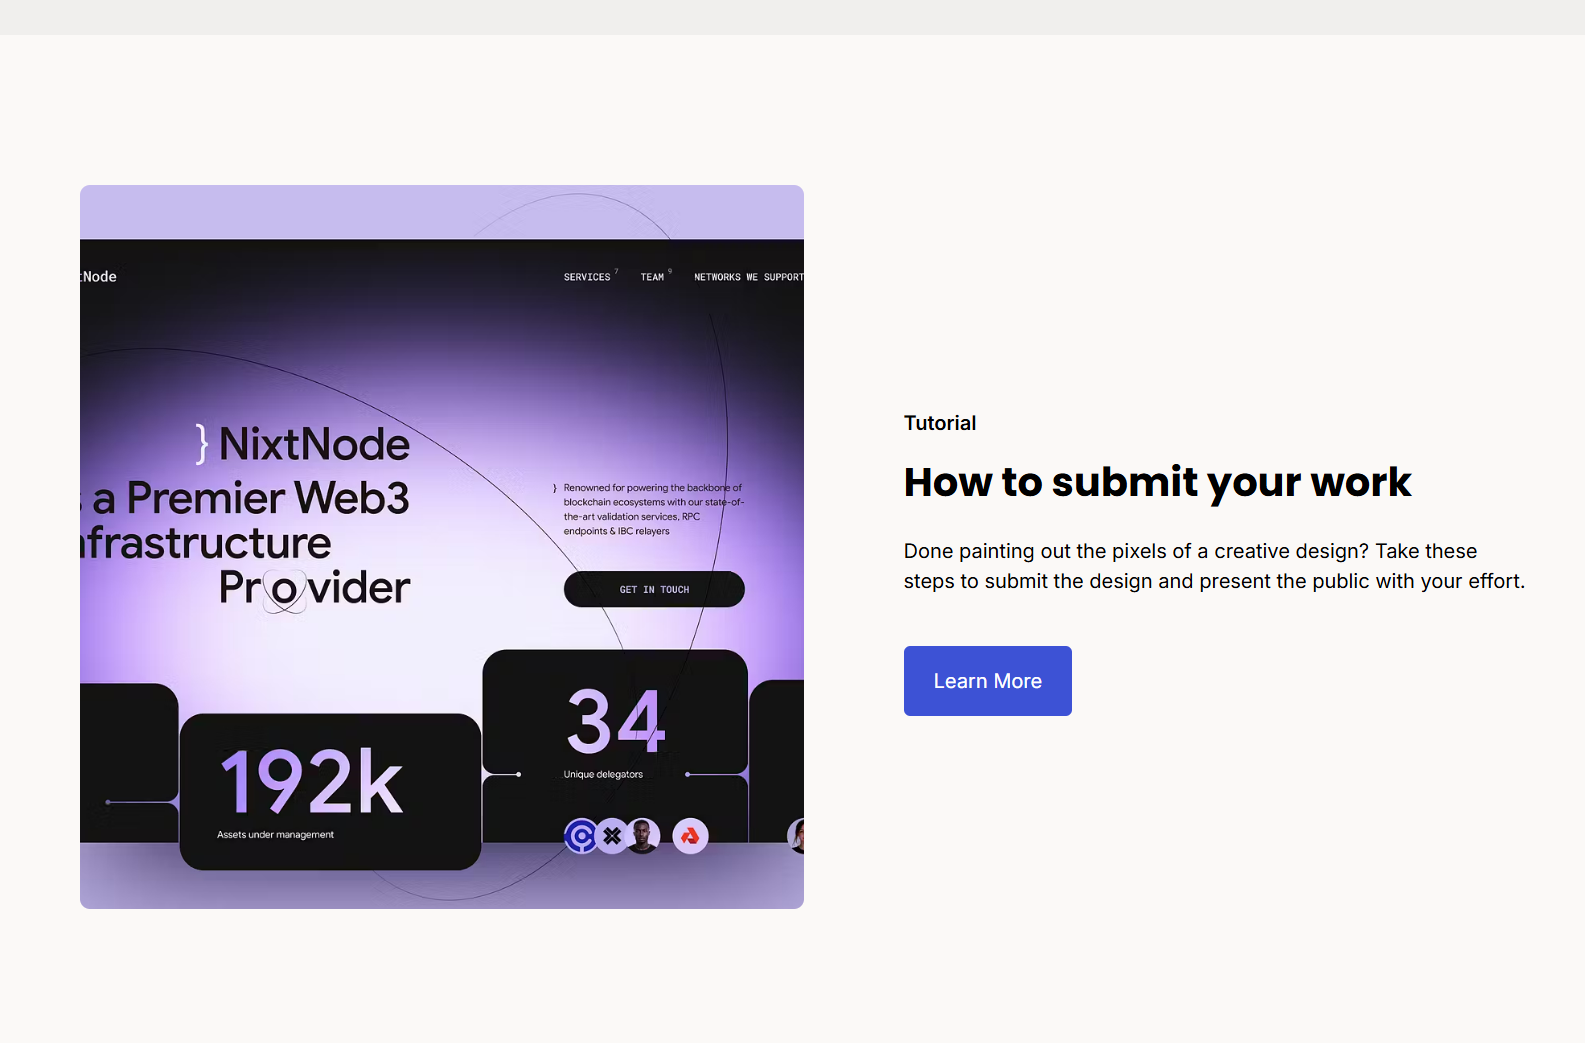 tNode
SERVICES 7 TEAM 9 NETWORKS WE SUPPORT
} NixtNode
s a Premier Web3
nfrastructure
Provider
} Renowned for powering the backbone of
blockchain ecosystems with our state-of-
the-art validation services, RPC
endpoints & IBC relayers
GET IN TOUCH
34
Unique delegators
192k
Assets under management
Tutorial
How to submit your work
Done painting out the pixels of a creative design? Take these
steps to submit the design and present the public with your effort.
Learn More